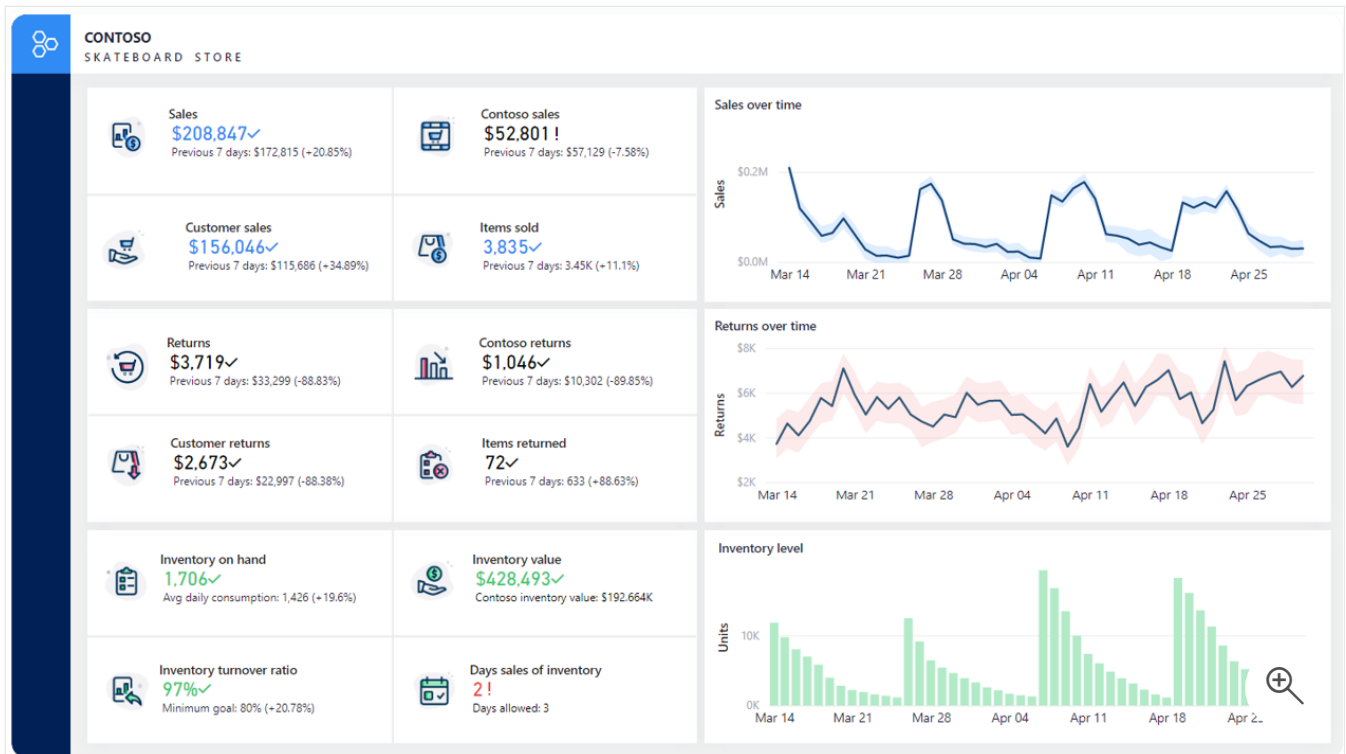 CONTOSO
SKATEBOARD STORE
Sales
$208,847
Previous 7 days: $172,815 (+20.85%)
Contoso sales
$52,801 !
Previous 7 days: $57,129 (-7.58%)
Customer sales
$156,046
Previous 7 days: $115,686 (+34.89%)
Items sold
3,835
Previous 7 days: 3.45K (+11.1%)
Sales over time
Sales
$0.2M
$0.0M
Mar 14 Mar 21 Mar 28 Apr 04 Apr 11 Apr 18 Apr 25
Returns
$3,719
Previous 7 days: $33,299 (-88.83%)
Contoso returns
$1,046
Previous 7 days: $10,302 (-89.85%)
Customer returns
$2,673
Previous 7 days: $22,997 (-88.38%)
Items returned
72
Previous 7 days: 633 (+88.63%)
Returns over time
Returns
$8K
$6K
$4K
$2K
Mar 14 Mar 21 Mar 28 Apr 04 Apr 11 Apr 18 Apr 25
Inventory on hand
1,706
Avg daily consumption: 1,426 (+19.6%)
Inventory value
$428,493
Contoso inventory value: $192.664K
Inventory turnover ratio
97%
Minimum goal: 80% (+20.78%)
Days sales of inventory
2 !
Days allowed: 3
Inventory level
Units
10K
0K
Mar 14 Mar 21 Mar 28 Apr 04 Apr 11 Apr 18 Apr